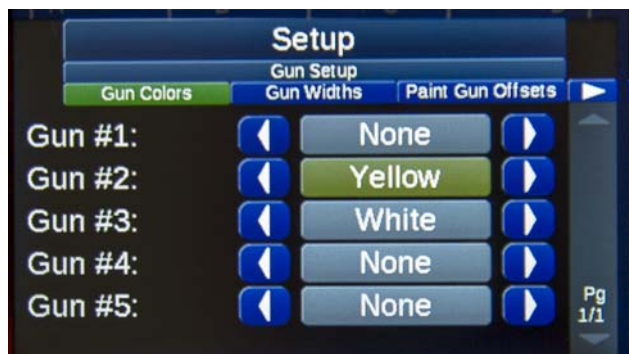 Setup
Gun Setup
Gun Colors Gun Widths Paint Gun Offsets
Gun #1: None
Gun #2: Yellow
Gun #3: White
Gun #4: None
Gun #5: None
Pg
1/1